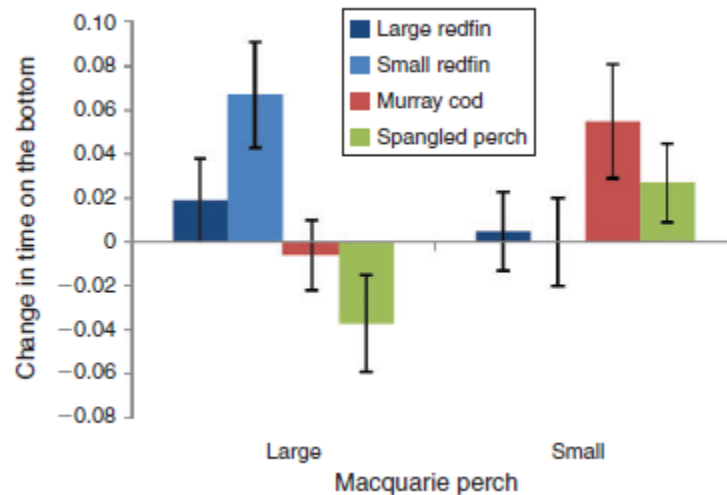 Large redfin
Small redfin
Murray cod
Spangled perch
Change in time on the bottom
0.10
0.08
0.06
0.04
0.02
0
−0.02
−0.04
−0.06
−0.08
Large
Small
Macquarie perch